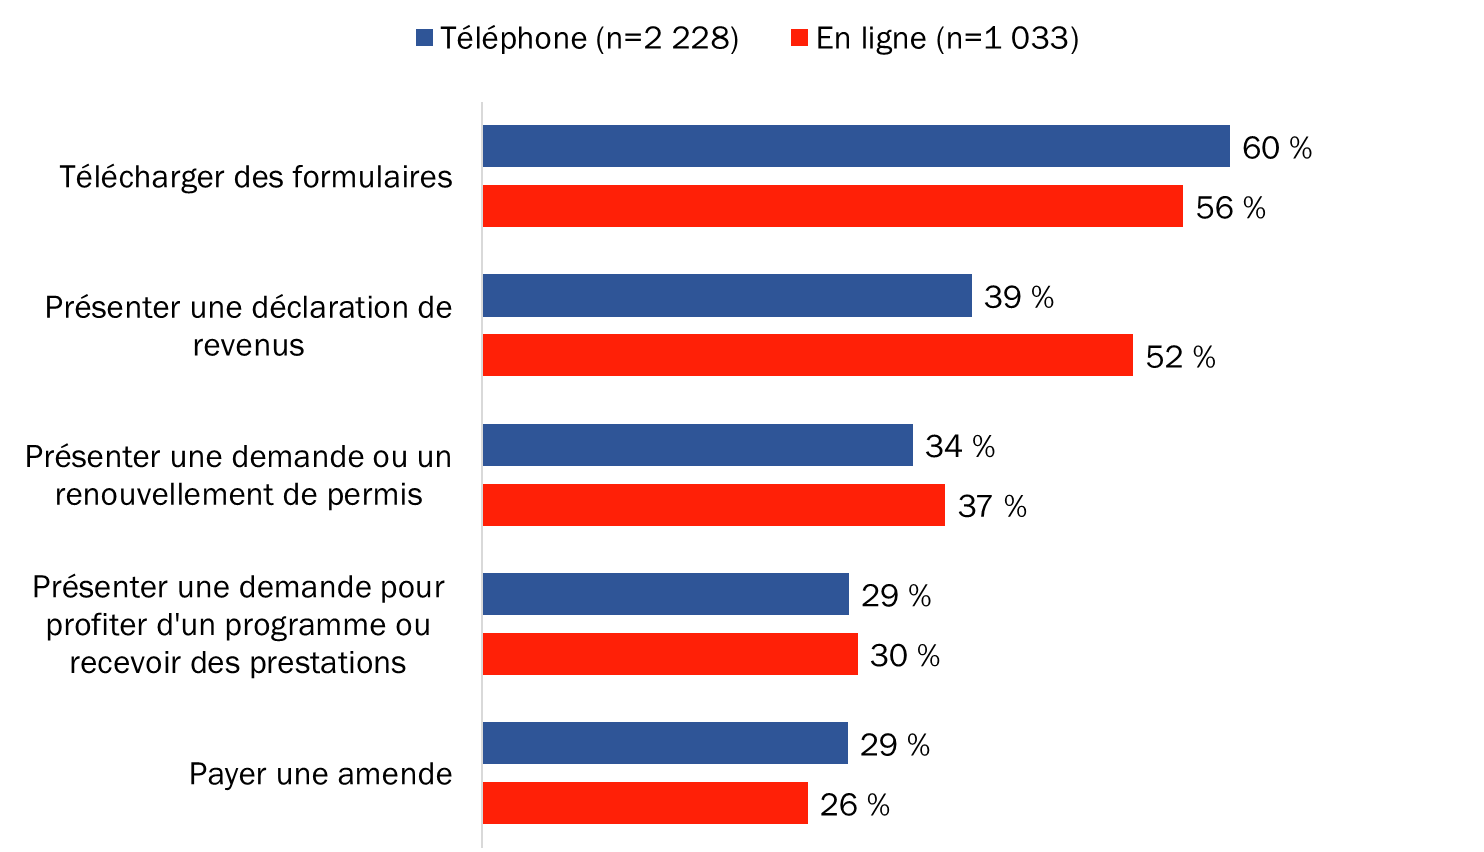 Téléphone (n=2 228) En ligne (n=1 033)
Télécharger des formulaires
60 %
56 %
Présenter une déclaration de
revenus
39 %
52 %
Présenter une demande ou un
renouvellement de permis
34 %
37 %
Présenter une demande pour
profiter d'un programme ou
recevoir des prestations
29 %
30 %
Payer une amende
29 %
26 %